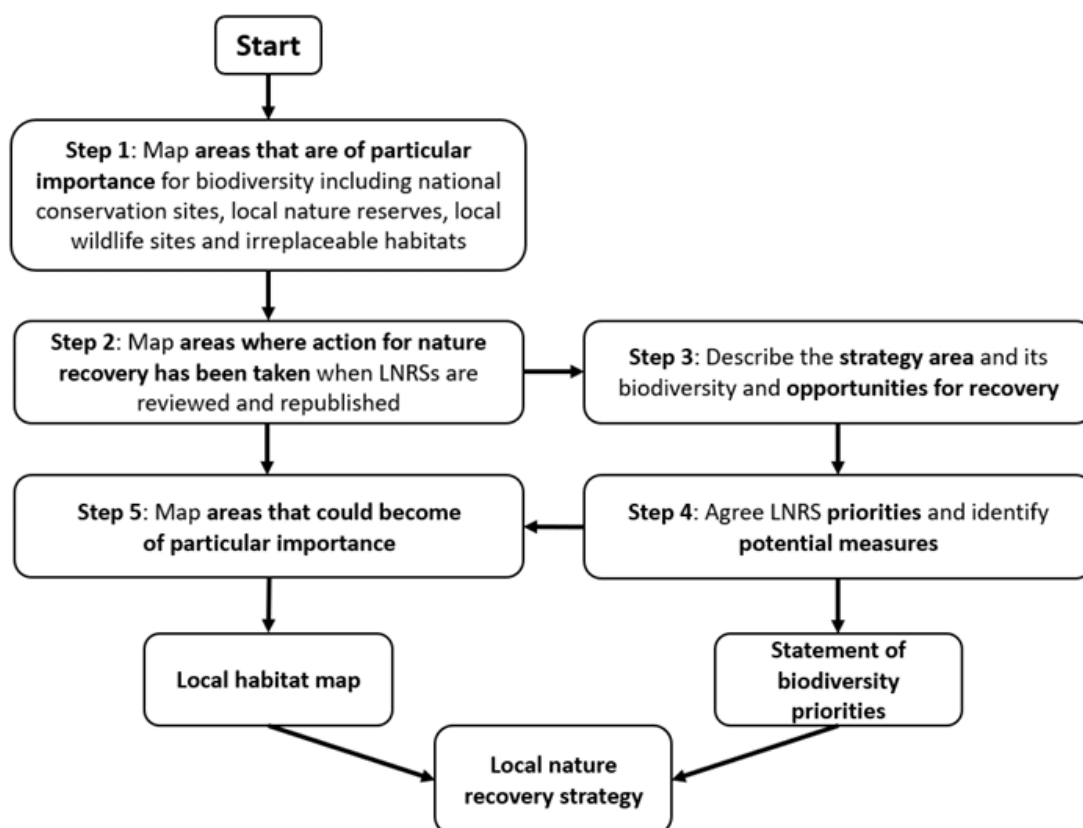 Start
Step 1: Map areas that are of particular
importance for biodiversity including national
conservation sites, local nature reserves, local
wildlife sites and irreplaceable habitats
Step 2: Map areas where action for nature
recovery has been taken when LNRSs are
reviewed and republished
Step 3: Describe the strategy area and its
biodiversity and opportunities for recovery
Step 4: Agree LNRS priorities and identify
potential measures
Step 5: Map areas that could become
of particular importance
Local habitat map
Statement of
biodiversity
priorities
Local nature
recovery strategy